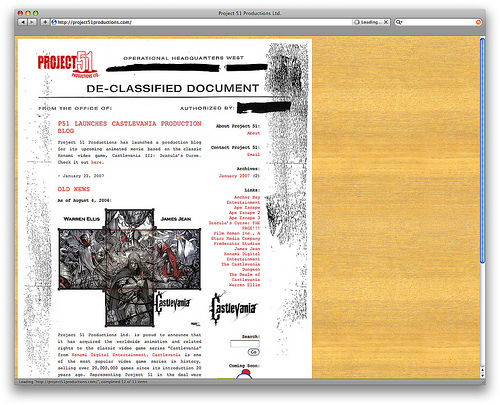 Project 51 Productions Ltd.
http://project51productions.com/
Loading...
PROJECT 51
PRODUCTIONS LTD.
OPERATIONAL HEADQUARTERS WEST
DE-CLASSIFIED DOCUMENT
FROM THE OFFICE OF:
AUTHORIZED BY:
P51 LAUNCHES CASTLEVANIA PRODUCTION
BLOG
Project 51 Productions has launched a production blog
for its upcoming animated movie based on the classic
Konami video game, Castlevania III: Dracula's Curse.
Check it out here.
- January 22, 2007
OLD NEWS
As of August 4, 2006:
WARREN ELLIS
JAMES JEAN
Castlevania
Project 51 Productions Ltd. is proud to announce that
it has acquired the worldwide animation and related
rights to the classic video game series "Castlevania"
from Konami Digital Entertainment. Castlevania is one
of the most popular video game series in history,
selling over 20,000,000 games since its introduction 20
years ago. Representing Project 51 in the deal were
About Project 51:
About
Contact Project 51:
Email
Archives:
January 2007 (2)
Links:
Anchor Bay
Entertainment
Ape Escape
Ape Escape 2
Ape Escape 3
Dracula's Curse: THE
PAGE!!!
Film Roman Inc., A
Starz Media Company
Frederator Studios
James Jean
Konami Digital
Entertainment
The Castlevania
Dungeon
The Realm of
Castlevania
Warren Ellis
Castlevania
Search:
Go
Coming Soon:
Loading "http://project51productions.com/", completed 12 of 13 items